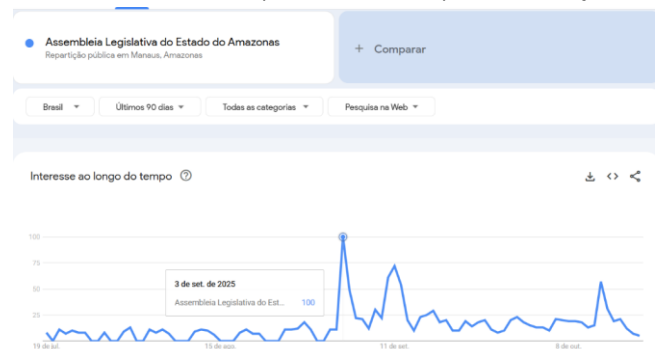 Assembleia Legislativa do Estado do Amazonas
Repartição pública em Manaus, Amazonas
+ Comparar
Brasil
Últimos 90 dias
Todas as categorias
Pesquisa na Web
Interesse ao longo do tempo
100
75
50
25
3 de set. de 2025
Assembleia Legislativa do Est... 100
19 de jul.
15 de ago.
11 de set.
8 de out.